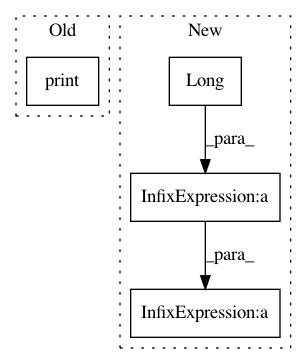 Old
New
print
Long
_para_
InfixExpression:a
_para_
InfixExpression:a